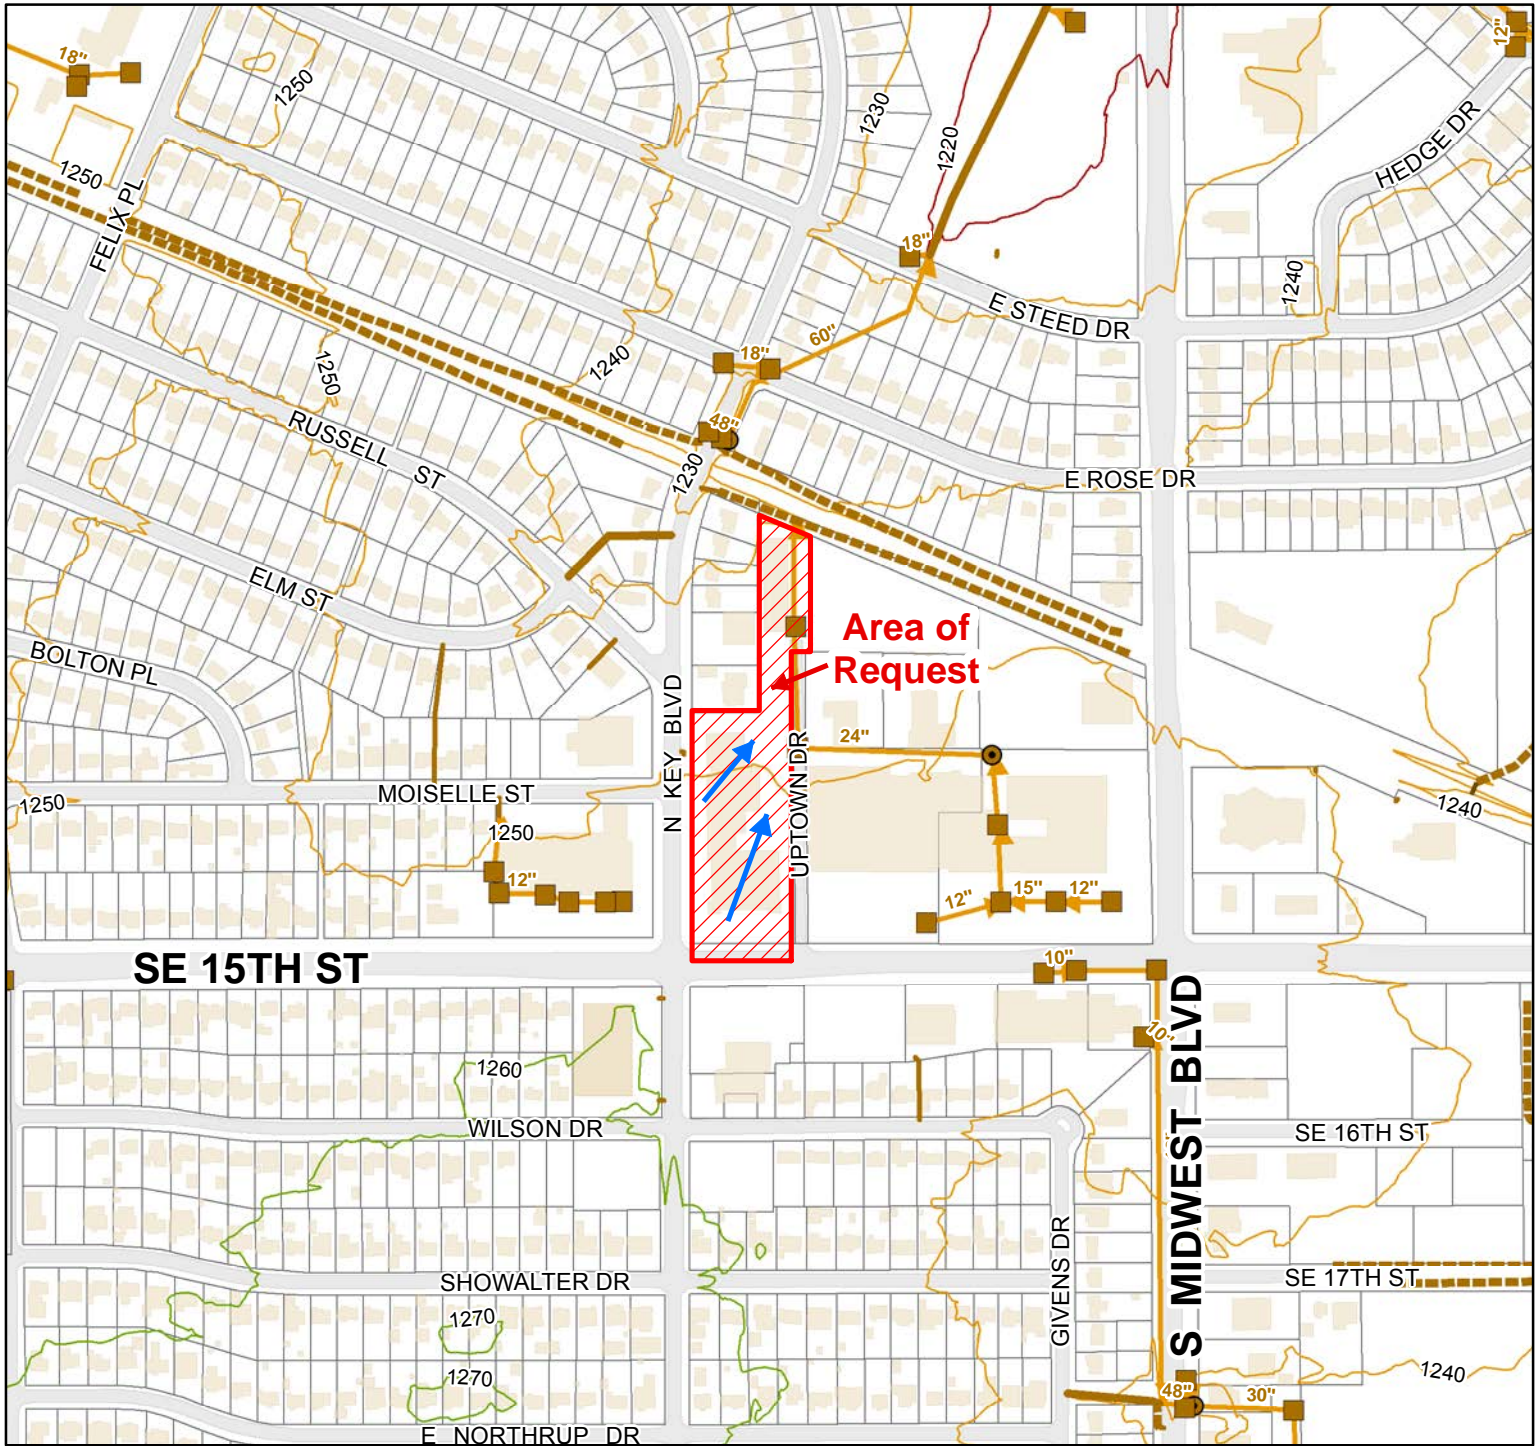 18"
12"
1250
1230
HEDGE DR
1220
1250
FELIX PL
18"
1240
E STEED DR
60"
18"
1240
1250
RUSSELL ST
48"
1230
E ROSE DR
ELM ST
Area of
Request
BOLTON PL
N KEY BLVD
24"
UPTOWN DR
MOISELLE ST
1250
1250
1240
12"
12"
15"
12"
SE 15TH ST
10"
10"
S MIDWEST BLVD
1260
WILSON DR
SE 16TH ST
GIVENS DR
SHOWALTER DR
SE 17TH ST
1270
1270
1240
48"
30"
E NORTHRUP DR